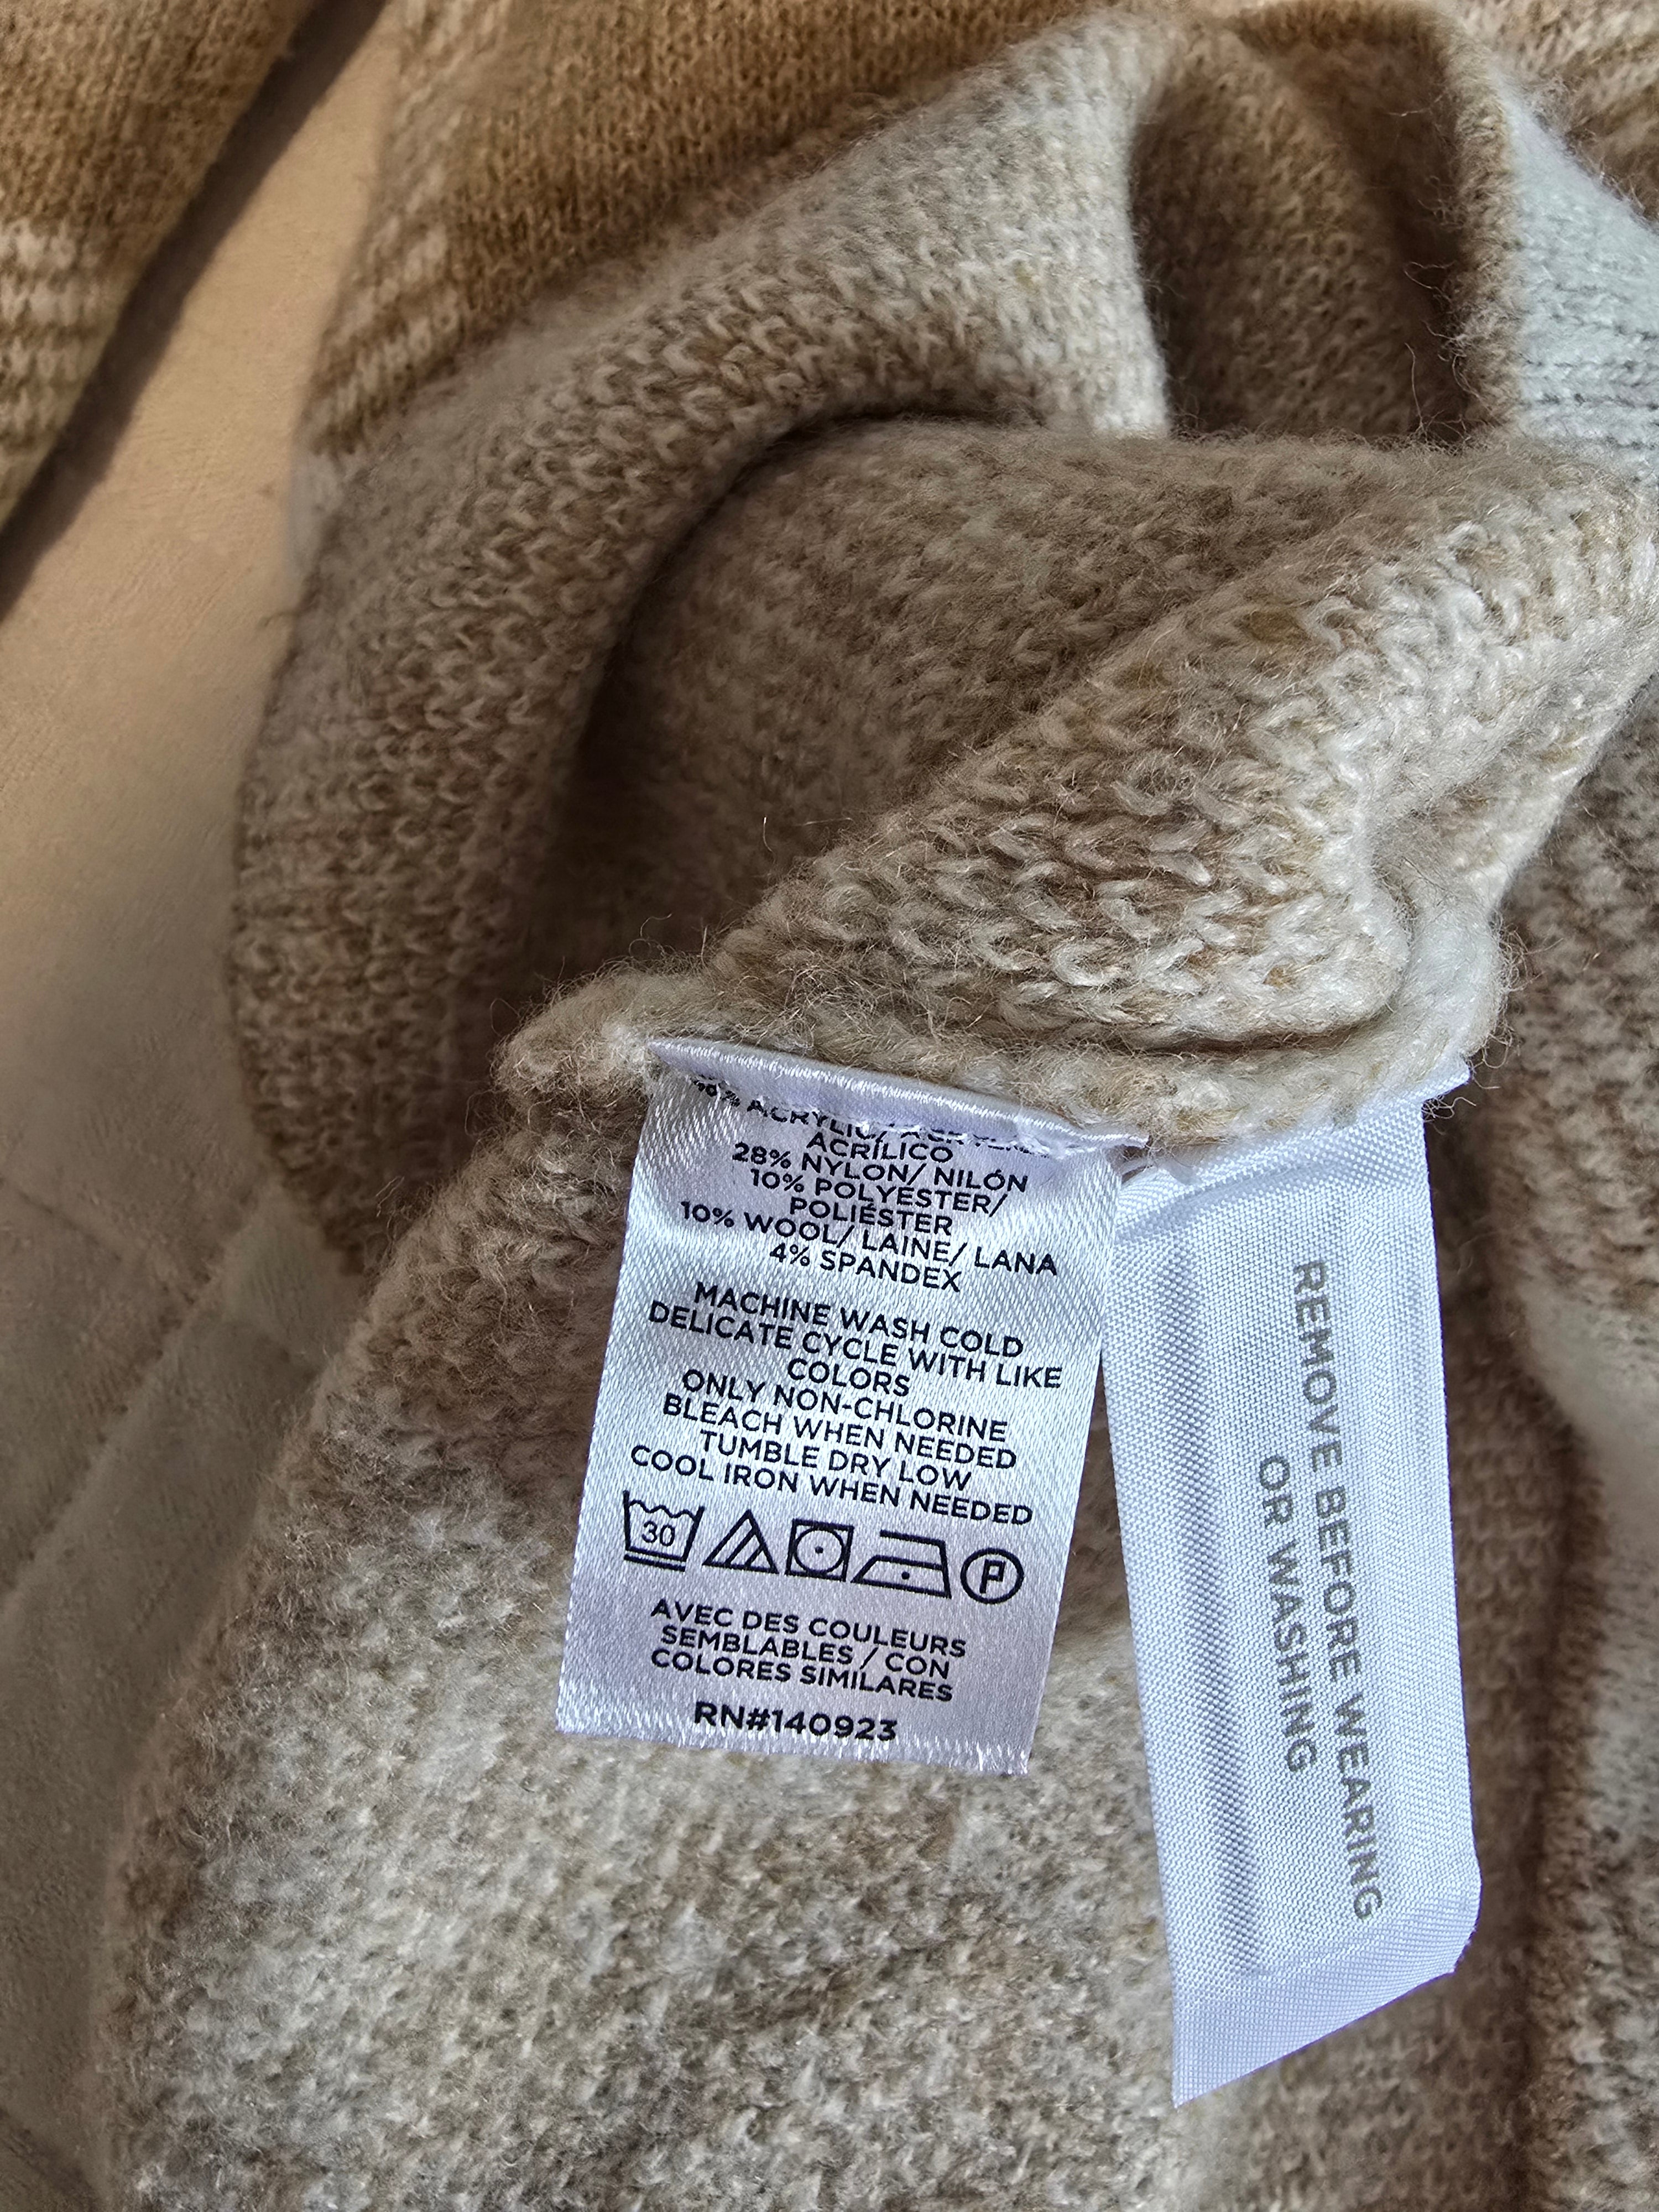 ACRYLIC/
ACRÍLICO
28% NYLON/ NILÓN
10% POLYESTER/
POLIÉSTER
10% WOOL/ LAINE/ LANA
4% SPANDEX
MACHINE WASH COLD
DELICATE CYCLE WITH LIKE
COLORS
ONLY NON-CHLORINE
BLEACH WHEN NEEDED
TUMBLE DRY LOW
COOL IRON WHEN NEEDED
30 P
AVEC DES COULEURS
SEMBLABLES / CON
COLORES SIMILARES
RN#140923
REMOVE BEFORE WEARING
OR WASHING